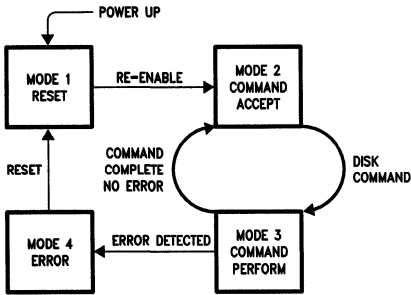 POWER UP
MODE 1
RESET
RE-ENABLE
MODE 2
COMMAND
ACCEPT
COMMAND
COMPLETE
NO ERROR
DISK
COMMAND
RESET
MODE 4
ERROR
ERROR DETECTED
MODE 3
COMMAND
PERFORM